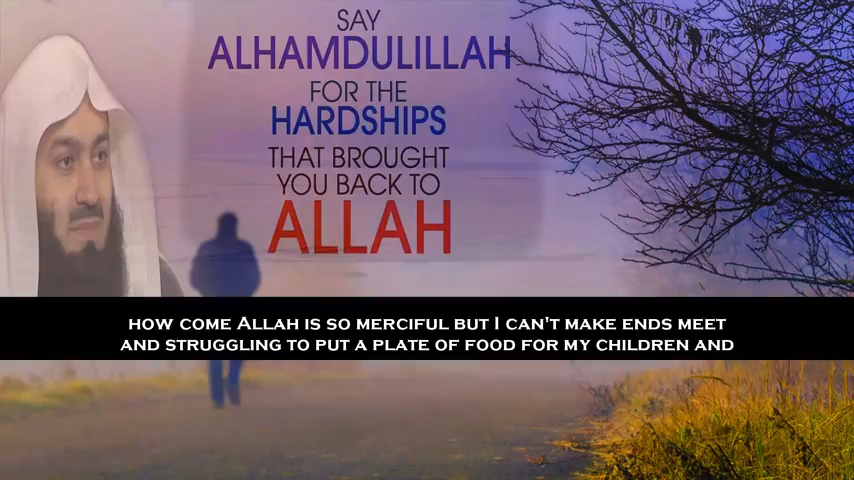 SAY
ALHAMDULILLAH
FOR THE
HARDSHIPS
THAT BROUGHT
YOU BACK TO
ALLAH
HOW COME ALLAH IS SO MERCIFUL BUT I CAN'T MAKE ENDS MEET
AND STRUGGLING TO PUT A PLATE OF FOOD FOR MY CHILDREN AND